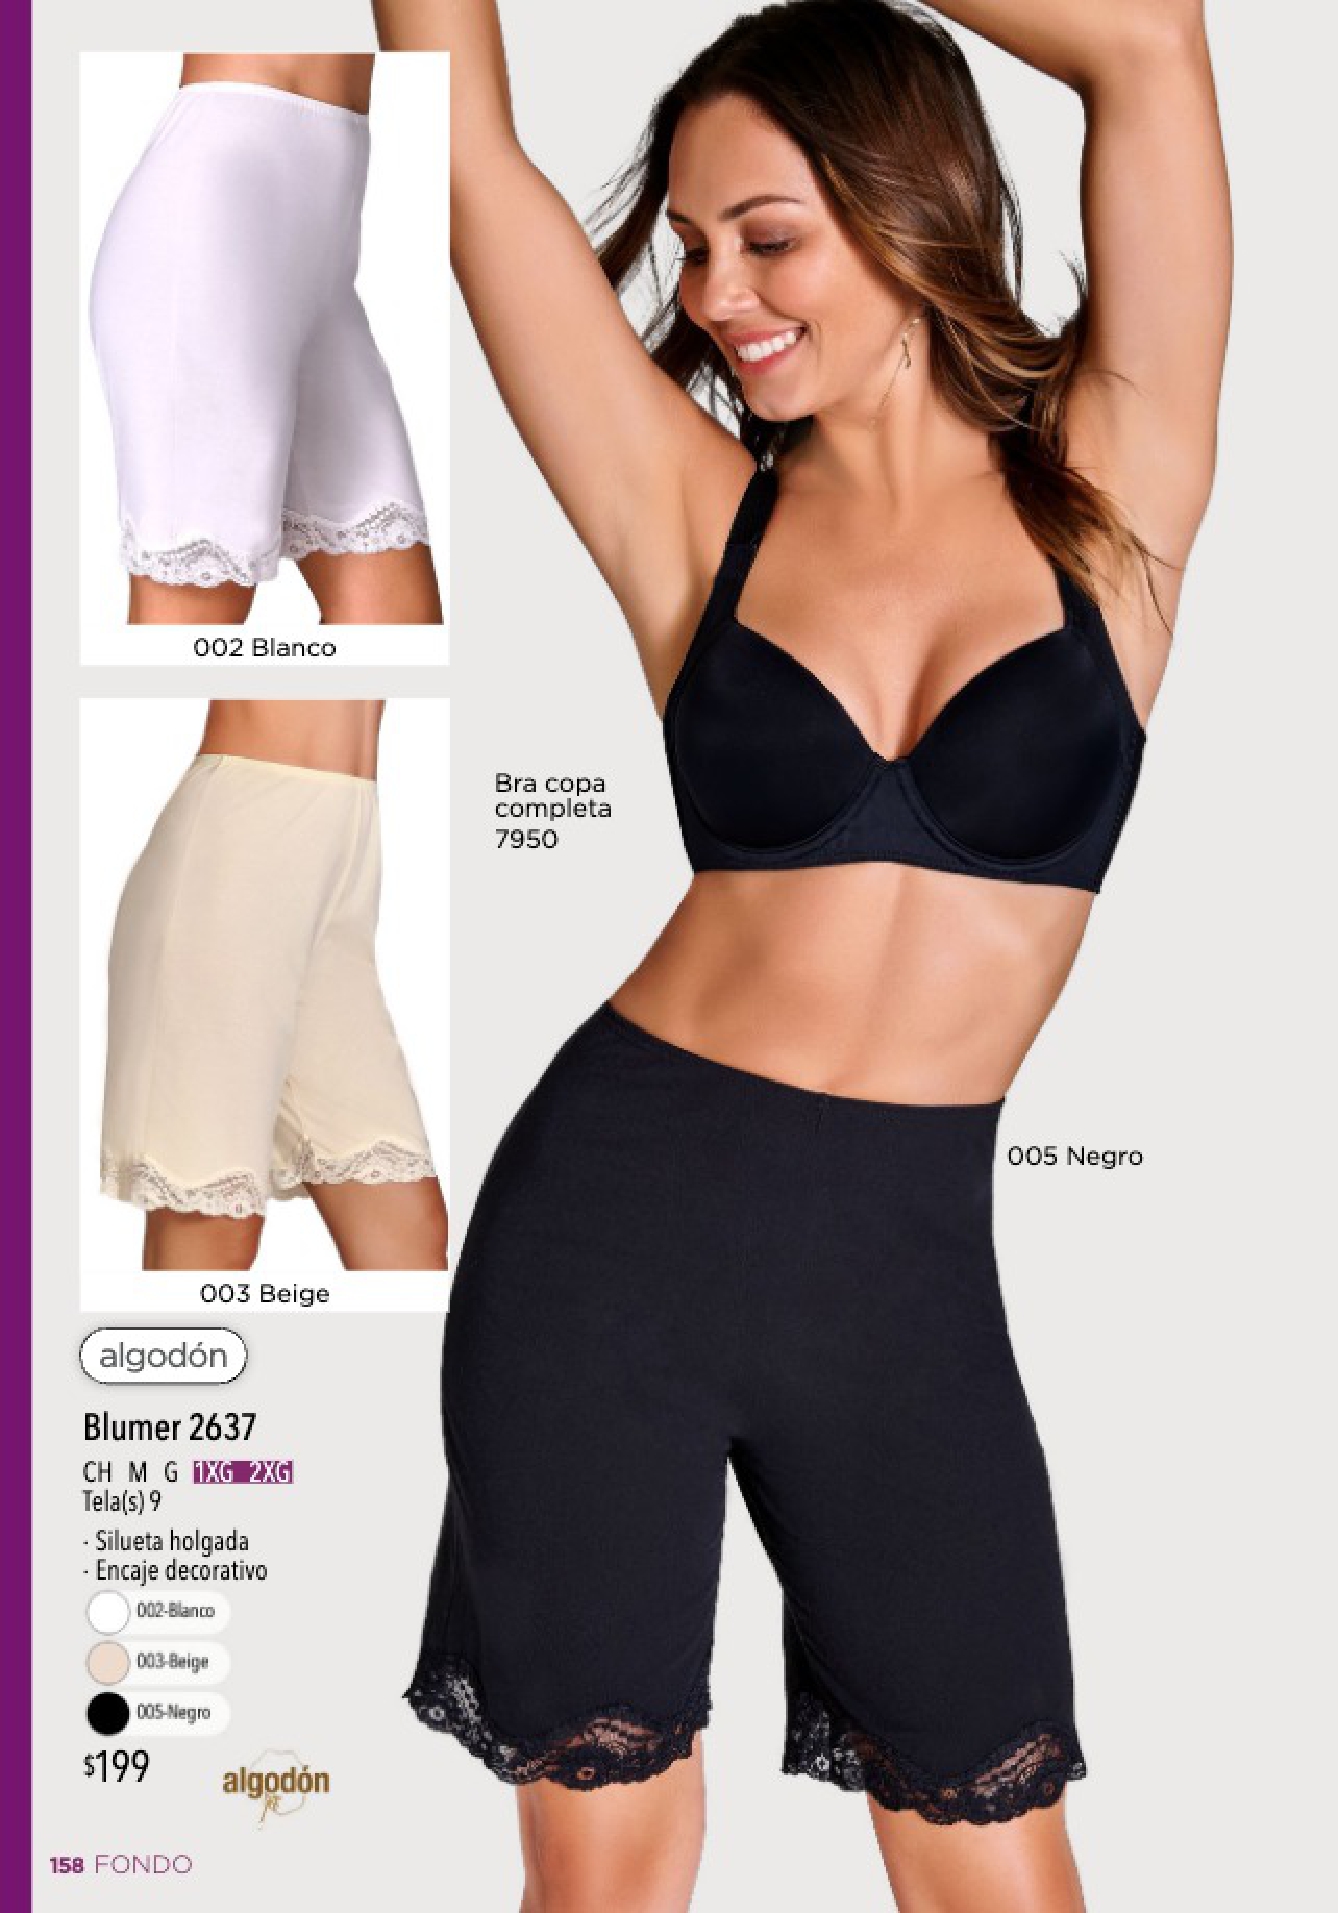 002 Blanco
003 Beige
Bra copa
completa
7950
005 Negro
algodón
Blumer 2637
CH M G 1XG 2XG
Tela(s) 9
- Silueta holgada
- Encaje decorativo
002-Blanco
003-Beige
005-Negro
$199
algodón
158 FONDO